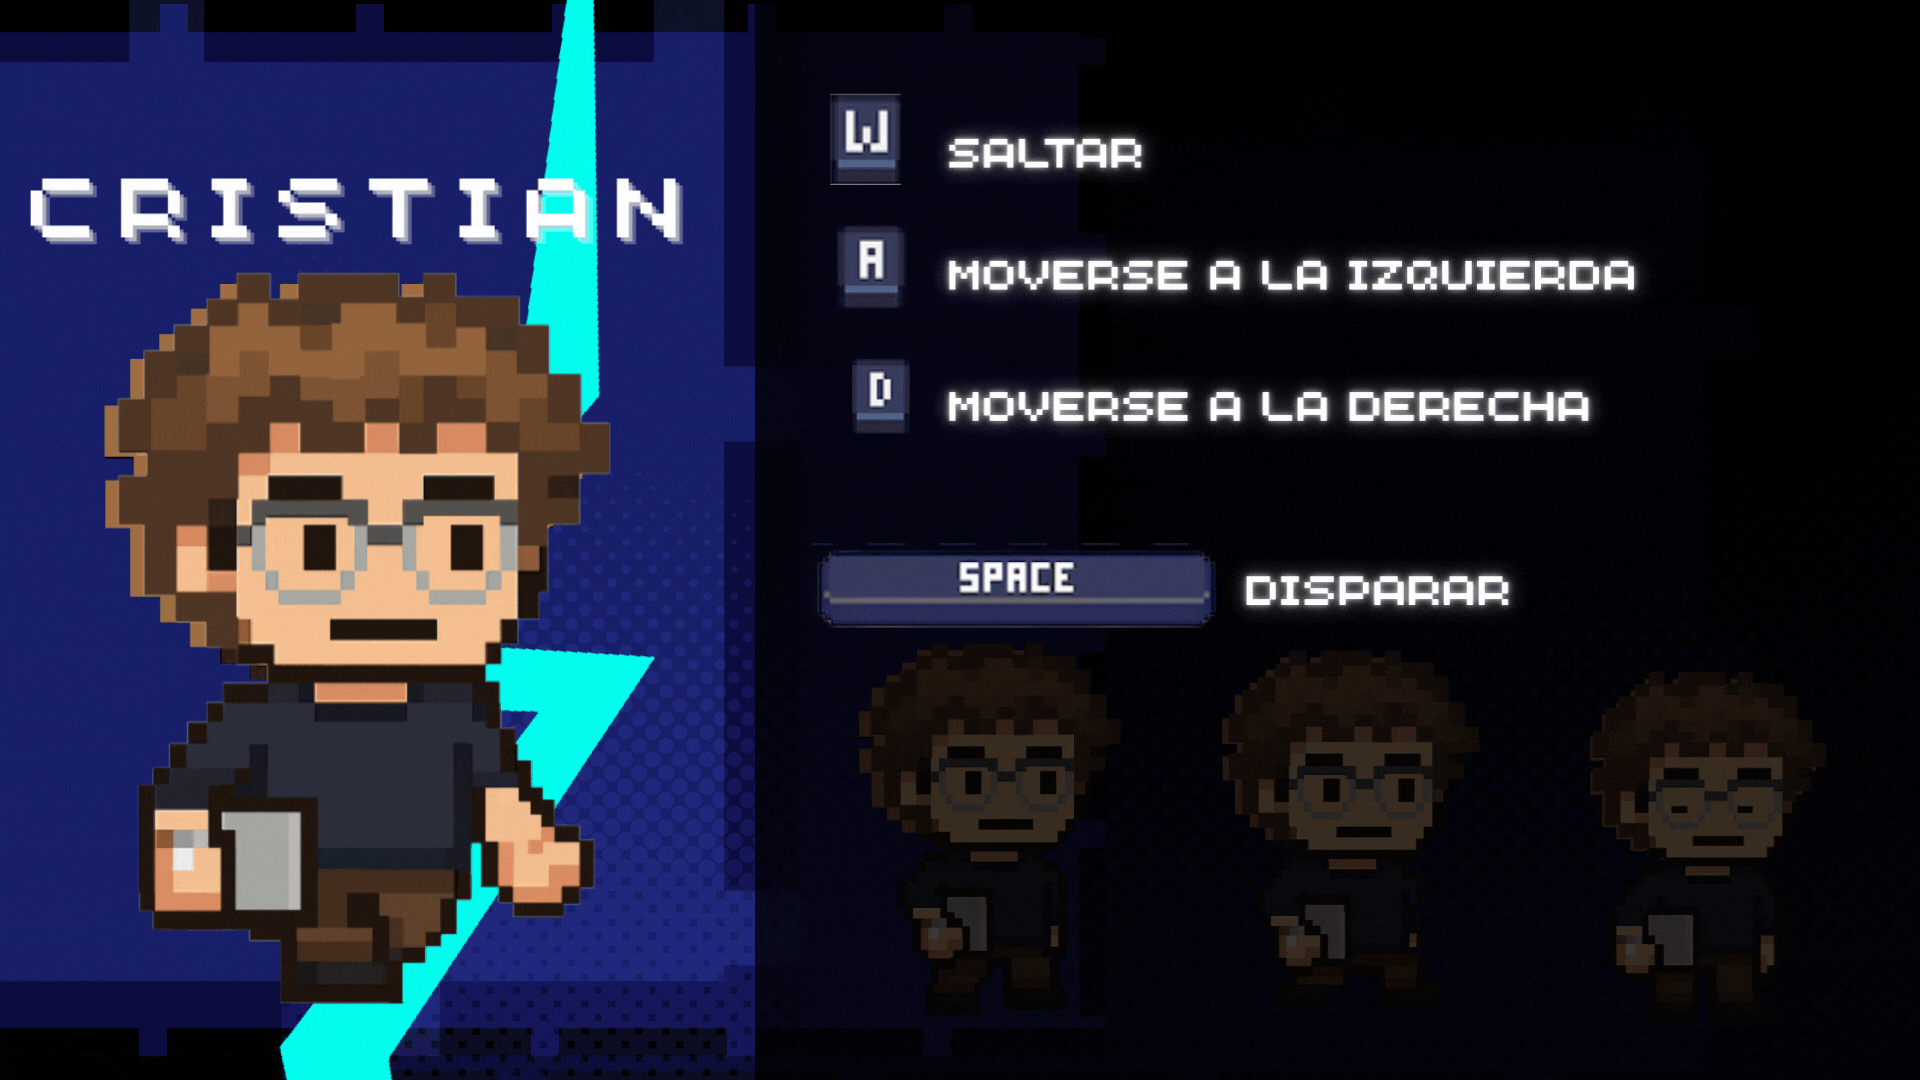 CRISTIAN
W SALTAR
A MOVERSE A LA IZQUIERDA
D MOVERSE A LA DERECHA
SPACE DISPARAR